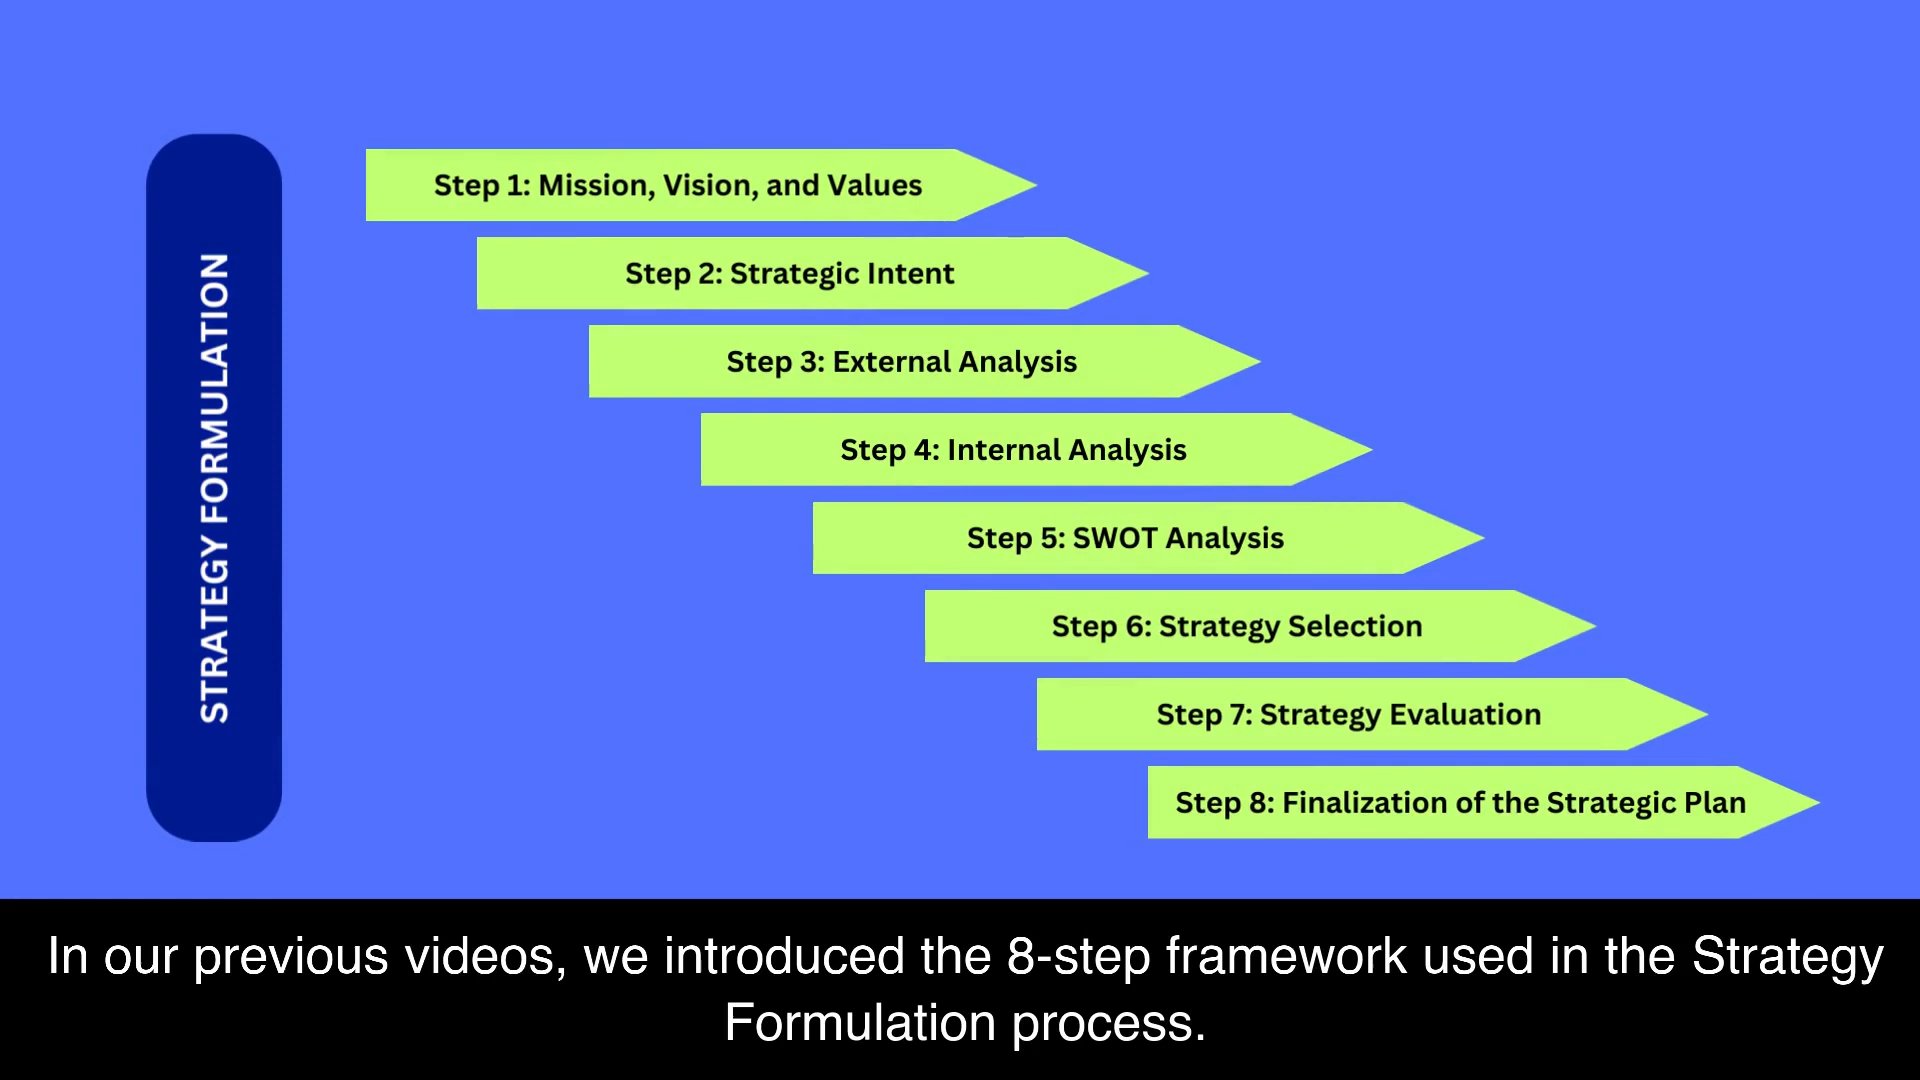 STRATEGY FORMULATION
Step 1: Mission, Vision, and Values
Step 2: Strategic Intent
Step 3: External Analysis
Step 4: Internal Analysis
Step 5: SWOT Analysis
Step 6: Strategy Selection
Step 7: Strategy Evaluation
Step 8: Finalization of the Strategic Plan
In our previous videos, we introduced the 8-step framework used in the Strategy
Formulation process.